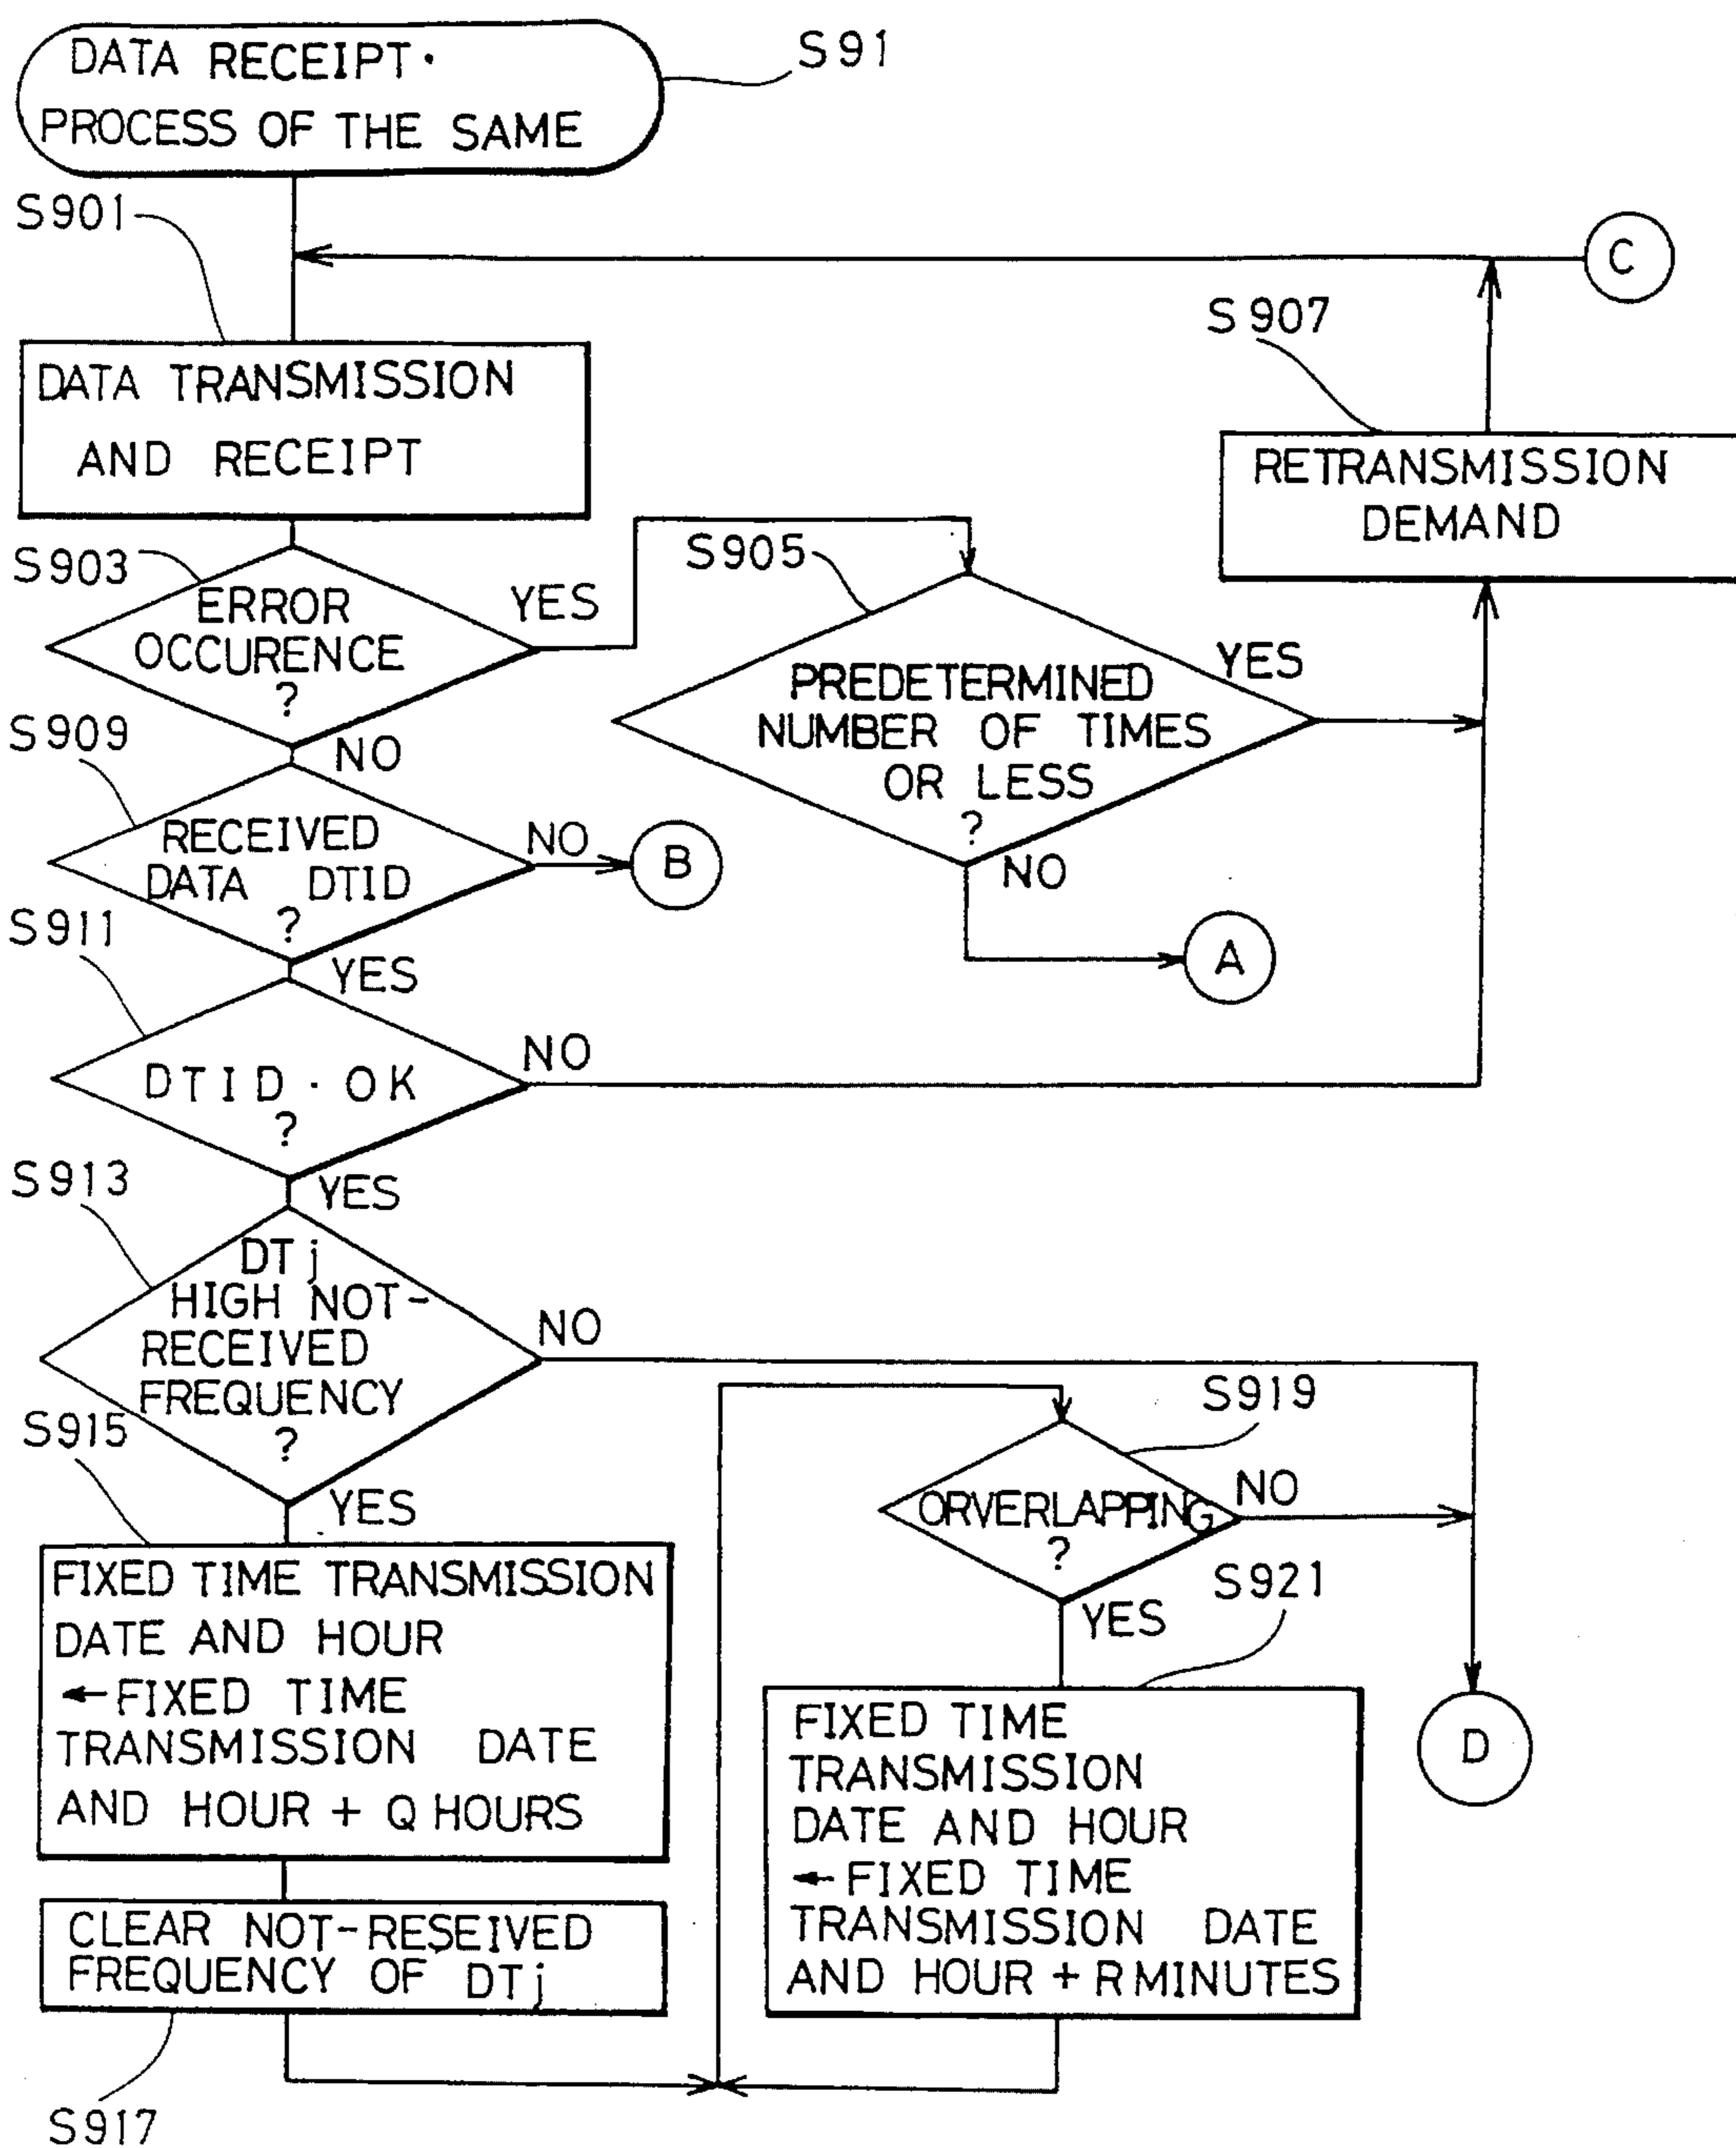 DATA RECEIPT·
PROCESS OF THE SAME
S91
S901
C
S907
DATA TRANSMISSION
AND RECEIPT
RETRANSMISSION
DEMAND
S903
ERROR
OCCURENCE
?
YES
NO
S905
PREDETERMINED
NUMBER OF TIMES
OR LESS
?
YES
NO
A
S909
RECEIVED
DATA DTID
?
NO
B
YES
S911
DTID·OK
?
NO
YES
S913
DTj
HIGH NOT-
RECEIVED
FREQUENCY
?
NO
YES
S915
FIXED TIME TRANSMISSION
DATE AND HOUR
←FIXED TIME
TRANSMISSION DATE
AND HOUR + Q HOURS
CLEAR NOT-RESEIVED
FREQUENCY OF DTj
S917
S919
ORVERLAPPING
?
NO
YES
S921
FIXED TIME
TRANSMISSION
DATE AND HOUR
←FIXED TIME
TRANSMISSION DATE
AND HOUR + R MINUTES
D